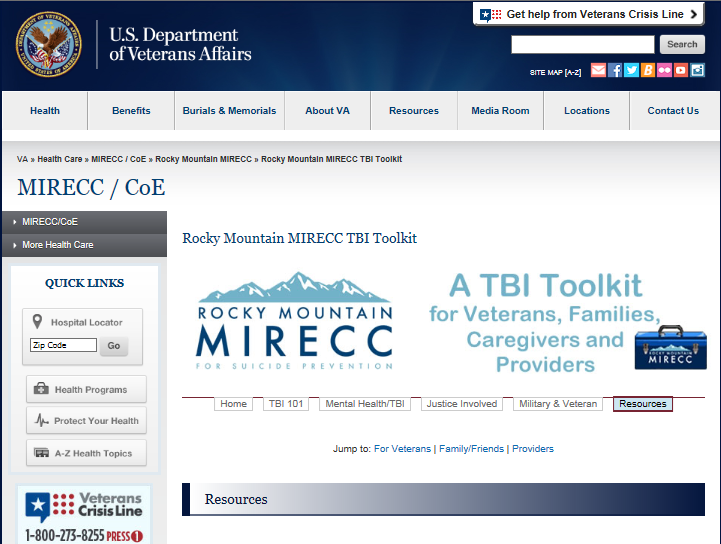 Get help from Veterans Crisis Line
U.S. Department
of Veterans Affairs
Search
SITE MAP [A-Z]
Health
Benefits
Burials & Memorials
About VA
Resources
Media Room
Locations
Contact Us
VA » Health Care » MIRECC / CoE » Rocky Mountain MIRECC » Rocky Mountain MIRECC TBI Toolkit
MIRECC / CoE
MIRECC/CoE
More Health Care
QUICK LINKS
Hospital Locator
Zip Code
Go
Health Programs
Protect Your Health
A-Z Health Topics
Veterans
Crisis Line
1-800-273-8255 PRESS 1
Rocky Mountain MIRECC TBI Toolkit
ROCKY MOUNTAIN
MIRECC
FOR SUICIDE PREVENTION
A TBI Toolkit
for Veterans, Families,
Caregivers and
Providers
ROCKY MOUNTAIN
MIRECC
Home
TBI 101
Mental Health/TBI
Justice Involved
Military & Veteran
Resources
Jump to: For Veterans | Family/Friends | Providers
Resources